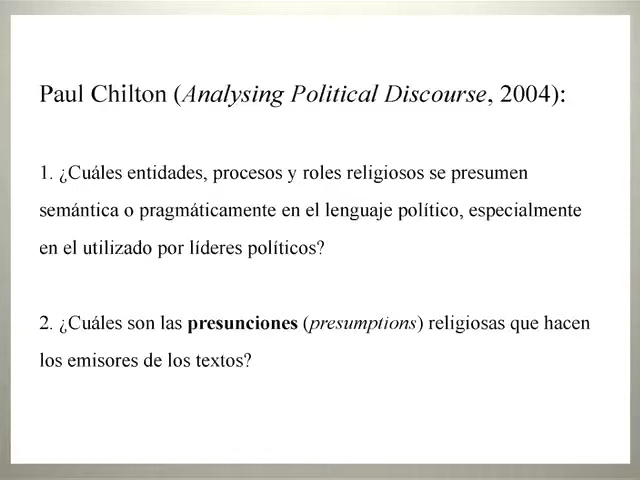 Paul Chilton (Analysing Political Discourse, 2004):
1. ¿Cuáles entidades, procesos y roles religiosos se presumen
semántica o pragmáticamente en el lenguaje político, especialmente
en el utilizado por líderes políticos?
2. ¿Cuáles son las presunciones (presumptions) religiosas que hacen
los emisores de los textos?